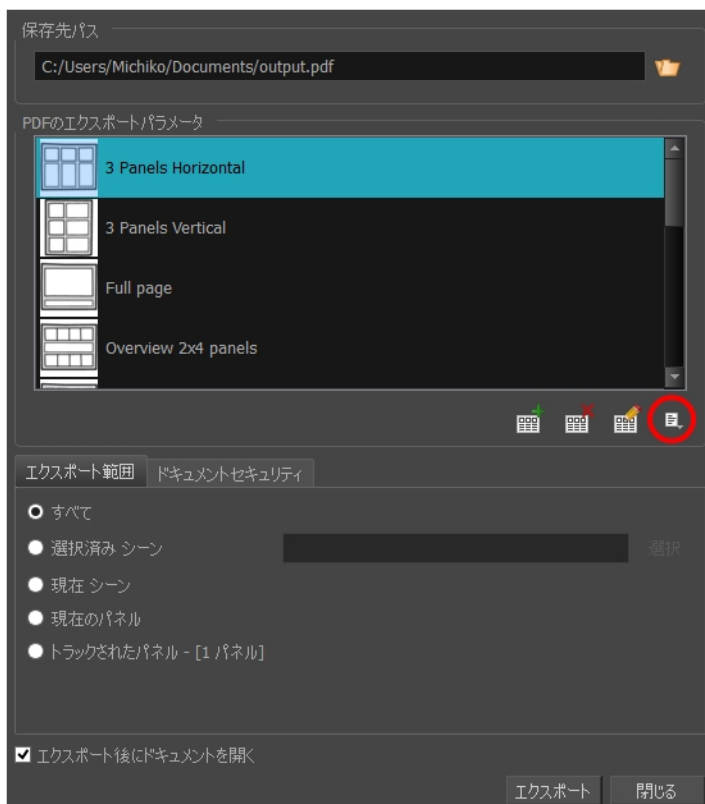 保存先パス
C:/Users/Michiko/Documents/output.pdf
PDFのエクスポートパラメータ
3 Panels Horizontal
3 Panels Vertical
Full page
Overview 2x4 panels
エクスポート範囲 ドキュメントセキュリティ
すべて
選択済み シーン 選択
現在 シーン
現在のパネル
トラックされたパネル - [1 パネル]
エクスポート後にドキュメントを開く
エクスポート 閉じる